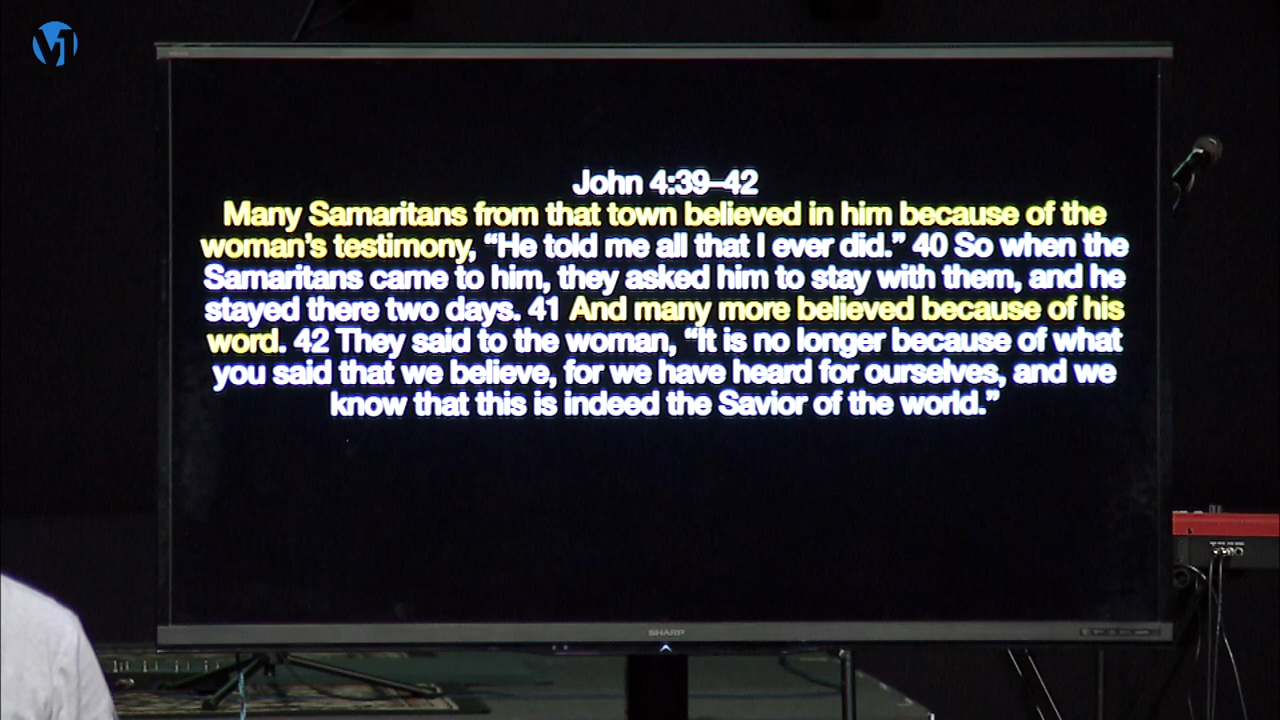 John 4:39–42
Many Samaritans from that town believed in him because of the
woman’s testimony, “He told me all that I ever did.” 40 So when the
Samaritans came to him, they asked him to stay with them, and he
stayed there two days. 41 And many more believed because of his
word. 42 They said to the woman, “It is no longer because of what
you said that we believe, for we have heard for ourselves, and we
know that this is indeed the Savior of the world.”
SHARP